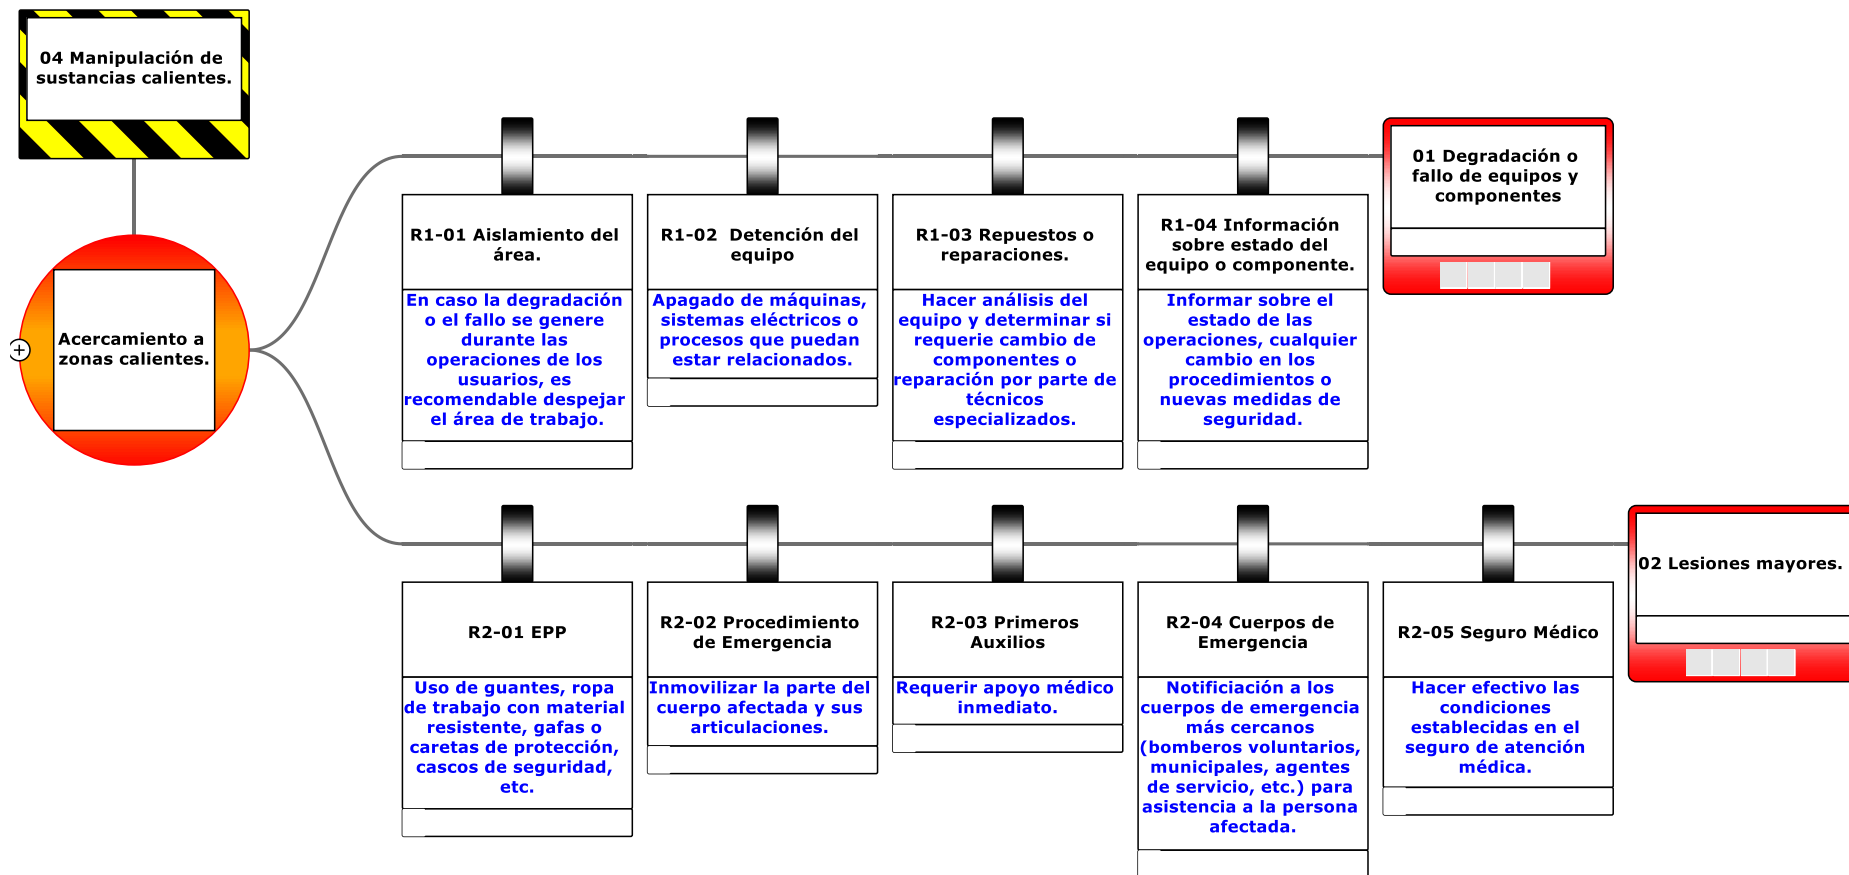 04 Manipulación de
sustancias calientes.
Acercamiento a
zonas calientes.
R1-01 Aislamiento del
área.
En caso la degradación
o el fallo se genere
durante las
operaciones de los
usuarios, es
recomendable despejar
el área de trabajo.
R1-02  Detención del
equipo
Apagado de máquinas,
sistemas eléctricos o
procesos que puedan
estar relacionados.
R1-03 Repuestos o
reparaciones.
Hacer análisis del
equipo y determinar si
requerie cambio de
componentes o
reparación por parte de
técnicos
especializados.
R1-04 Información
sobre estado del
equipo o componente.
Informar sobre el
estado de las
operaciones, cualquier
cambio en los
procedimientos o
nuevas medidas de
seguridad.
01 Degradación o
fallo de equipos y
componentes
R2-01 EPP
Uso de guantes, ropa
de trabajo con material
resistente, gafas o
caretas de protección,
cascos de seguridad,
etc.
R2-02 Procedimiento
de Emergencia
Inmovilizar la parte del
cuerpo afectada y sus
articulaciones.
R2-03 Primeros
Auxilios
Requerir apoyo médico
inmediato.
R2-04 Cuerpos de
Emergencia
Notificiación a los
cuerpos de emergencia
más cercanos
(bomberos voluntarios,
municipales, agentes
de servicio, etc.) para
asistencia a la persona
afectada.
R2-05 Seguro Médico
Hacer efectivo las
condiciones
establecidas en el
seguro de atención
médica.
02 Lesiones mayores.